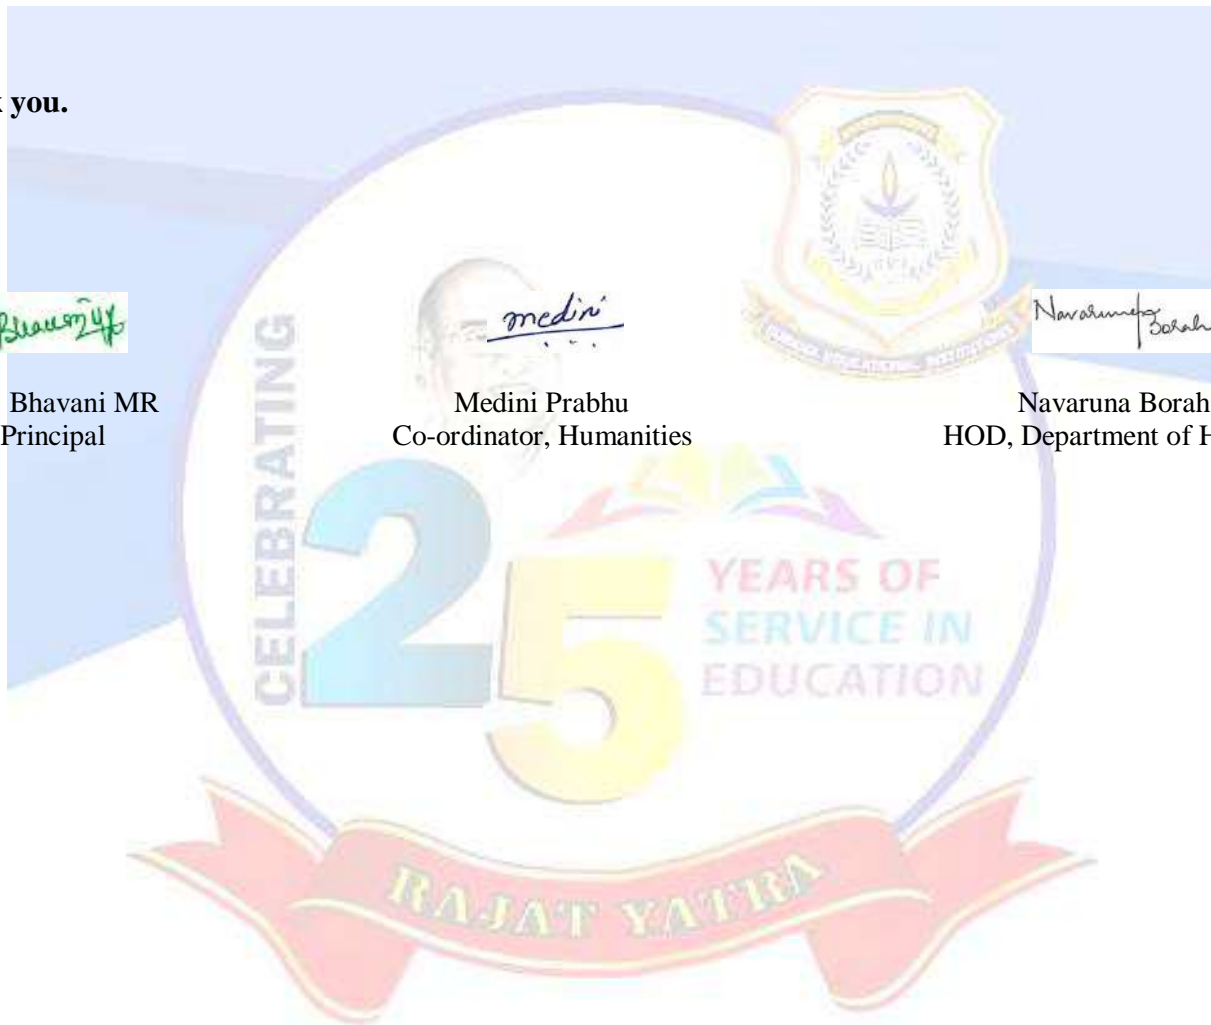 you.
medini
Navaruna Borah
Bhavani MR
Principal
Medini Prabhu
Co-ordinator, Humanities
Navaruna Borah
HOD, Department of
CELEBRATING
25
YEARS OF
SERVICE IN
EDUCATION
RAJAT YATRA